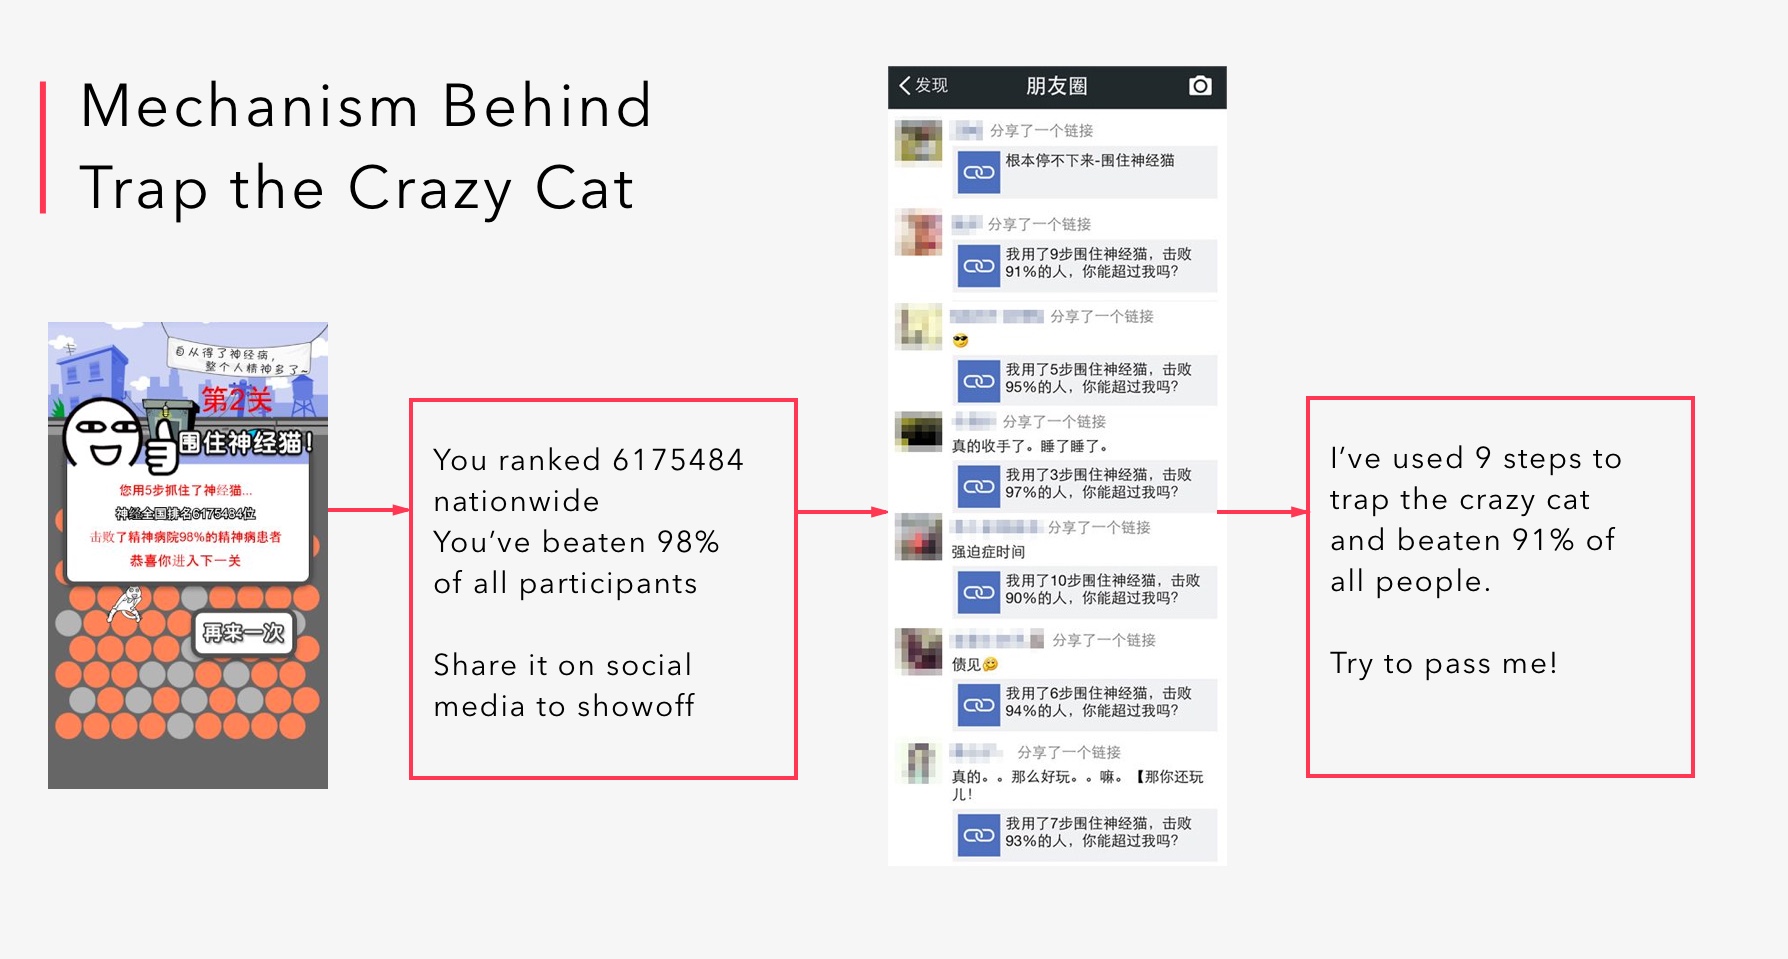 Mechanism Behind
Trap the Crazy Cat
自从得了神经病，
整个人精神多了~
第2关
围住神经猫！
您用5步抓住了神经猫...
神经全国排名6175484位
击败了精神病院98%的精神病患者
恭喜你进入下一关
再来一次
You ranked 6175484
nationwide
You've beaten 98%
of all participants
Share it on social
media to showoff
发现
朋友圈
分享了一个链接
根本停不下来-围住神经猫
分享了一个链接
我用了9步围住神经猫，击败
91%的人，你能超过我吗？
分享了一个链接
我用了5步围住神经猫，击败
95%的人，你能超过我吗？
分享了一个链接
真的收手了。睡了睡了。
我用了3步围住神经猫，击败
97%的人，你能超过我吗？
分享了一个链接
强迫症时间
我用了10步围住神经猫，击败
90%的人，你能超过我吗？
分享了一个链接
债见
我用了6步围住神经猫，击败
94%的人，你能超过我吗？
分享了一个链接
真的。。那么好玩。。嘛。【那你还玩
儿！
我用了7步围住神经猫，击败
93%的人，你能超过我吗？
I've used 9 steps to
trap the crazy cat
and beaten 91% of
all people.
Try to pass me!